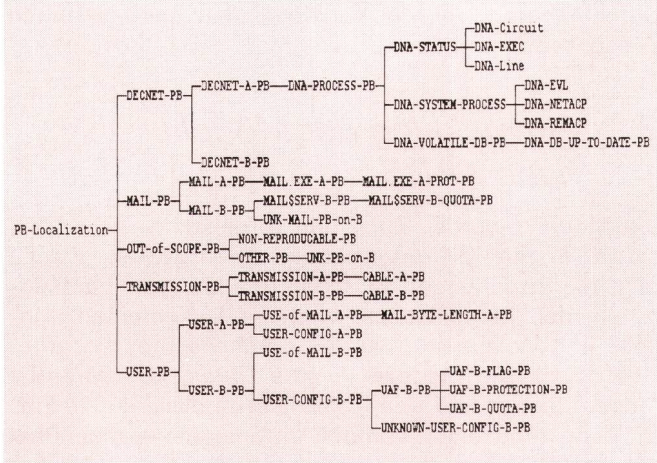 DNA-Circuit
DNA-STATUS DNA-EXEC
DNA-Line
DECNET-A-PB DNA-PROCESS-PB DNA-EVL
DECNET-PB DNA-SYSTEM-PROCESS DNA-NETACP
DNA-REMACP
DNA-VOLATILE-DB-PB DNA-DB-UP-TO-DATE-PB
DECNET-B-PB
MAIL-A-PB MAIL.EXE-A-PB MAIL.EXE-A-PROT-PB
MAIL-PB MAIL$SERV-B-PB MAIL$SERV-B-QUOTA-PB
MAIL-B-PB
UNK-MAIL-PB-on-B
PB-Localization
NON-REPRODUCABLE-PB
OUT-of-SCOPE-PB
OTHER-PB UNK-PB-on-B
TRANSMISSION-A-PB CABLE-A-PB
TRANSMISSION-PB
TRANSMISSION-B-PB CABLE-B-PB
USE-of-MAIL-A-PB MAIL-BYTE-LENGTH-A-PB
USER-A-PB
USER-CONFIG-A-PB
USE-of-MAIL-B-PB
USER-PB
UAF-B-FLAG-PB
USER-B-PB UAF-B-PB UAF-B-PROTECTION-PB
USER-CONFIG-B-PB UAF-B-QUOTA-PB
UNKNOWN-USER-CONFIG-B-PB